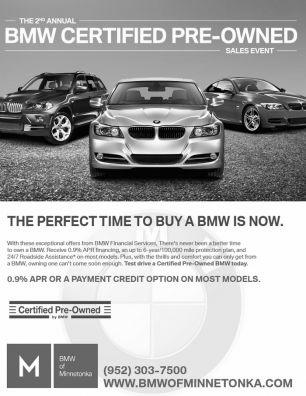 THE 2ND ANNUAL
BMW CERTIFIED PRE-OWNED
SALES EVENT
THE PERFECT TIME TO BUY A BMW IS NOW.
With these exceptional offers from BMW Financial Services, There's never been a better time
to own a BMW. Receive 0.9% APR financing, an up to 6-year/100,000 mile protection plan, and
24/7 Roadside Assistance* on most models. Plus, with the thrills and comfort you can only get from
a BMW, owning one can't come soon enough. Test drive a Certified Pre-Owned BMW today.
0.9% APR OR A PAYMENT CREDIT OPTION ON MOST MODELS.
Certified Pre-Owned
by BMW
M
BMW
of
Minnetonka
(952) 303-7500
WWW.BMWOFMINNETONKA.COM